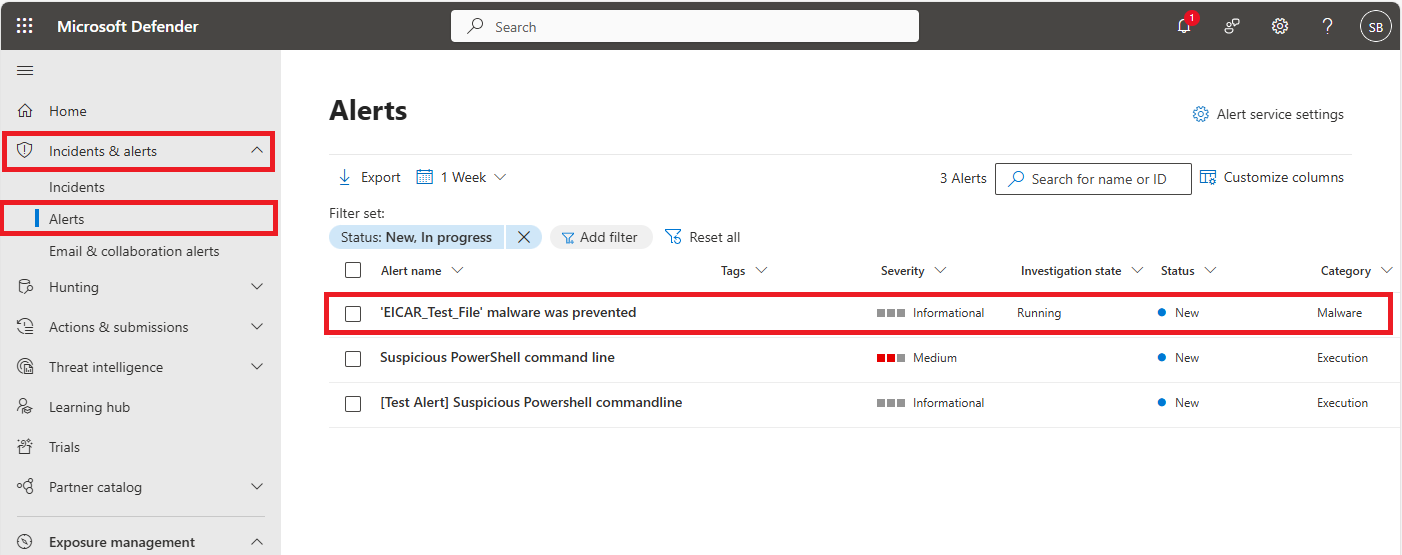 Microsoft Defender
Search
1
SB
Home
Incidents & alerts
Incidents
Alerts
Email & collaboration alerts
Hunting
Actions & submissions
Threat intelligence
Learning hub
Trials
Partner catalog
Exposure management
Alerts
Alert service settings
Export 1 Week 3 Alerts Search for name or ID Customize columns
Filter set:
Status: New, In progress Add filter Reset all
Alert name Tags Severity Investigation state Status Category
'EICAR_Test_File' malware was prevented Informational Running New Malware
Suspicious PowerShell command line Medium New Execution
[Test Alert] Suspicious Powershell commandline Informational New Execution